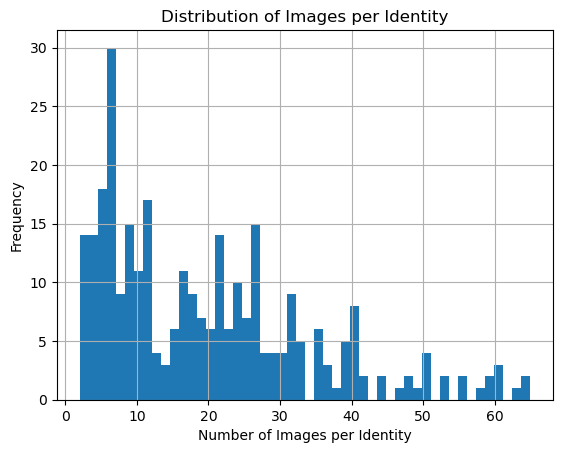 Distribution of Images per Identity
30
25
20
15
10
5
0
Frequency
0 10 20 30 40 50 60
Number of Images per Identity